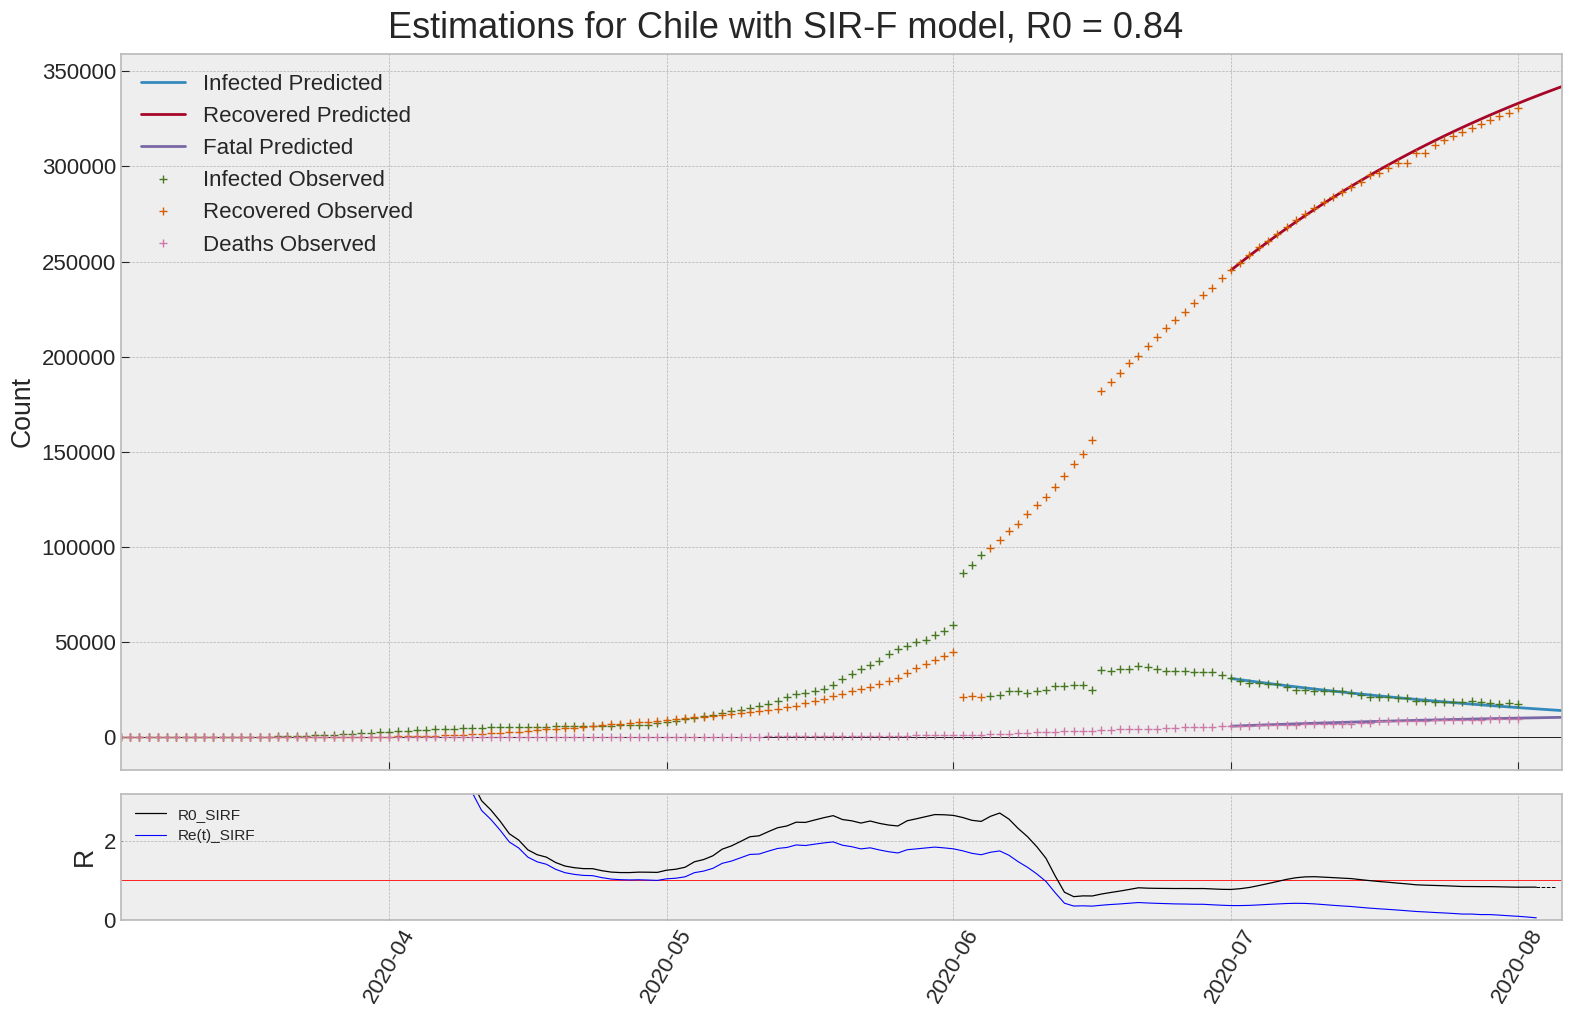 Estimations for Chile with SIR-F model, R0 = 0.84
350000
300000
250000
200000
150000
100000
50000
0
Count
Infected Predicted
Recovered Predicted
Fatal Predicted
Infected Observed
Recovered Observed
Deaths Observed
R0_SIRF
Re(t)_SIRF
2
0
R
2020-04
2020-05
2020-06
2020-07
2020-08